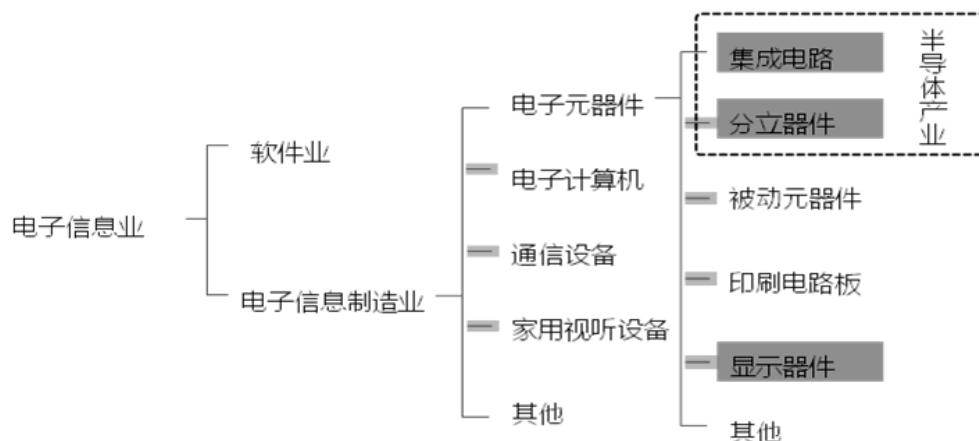 电子信息业
软件业
电子信息制造业
电子元器件
电子计算机
通信设备
家用视听设备
其他
集成电路
分立器件
被动元器件
印刷电路板
显示器件
其他
半导体产业